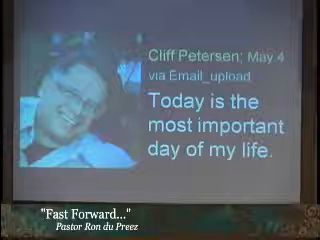 Cliff Petersen; May 4
via Email_upload
Today is the
most important
day of my life.
"Fast Forward..."
Pastor Ron du Preez